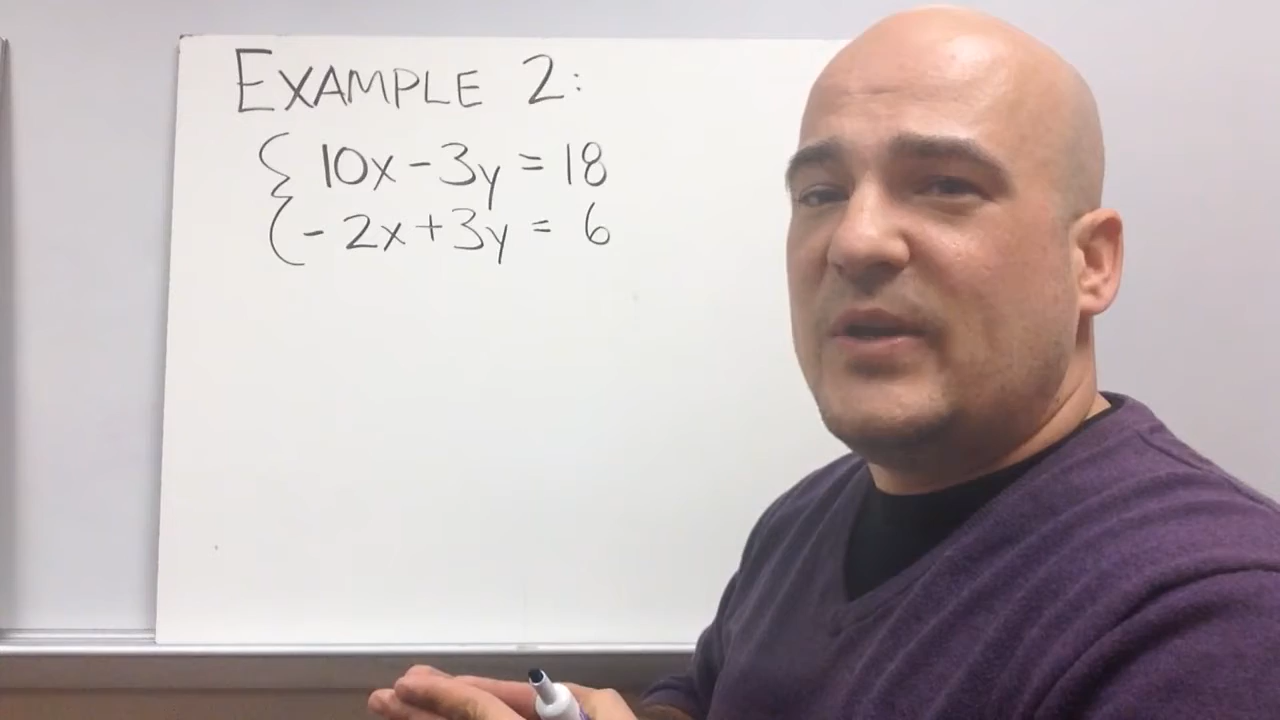 EXAMPLE 2:
{ 10x - 3y = 18
- 2x + 3y = 6